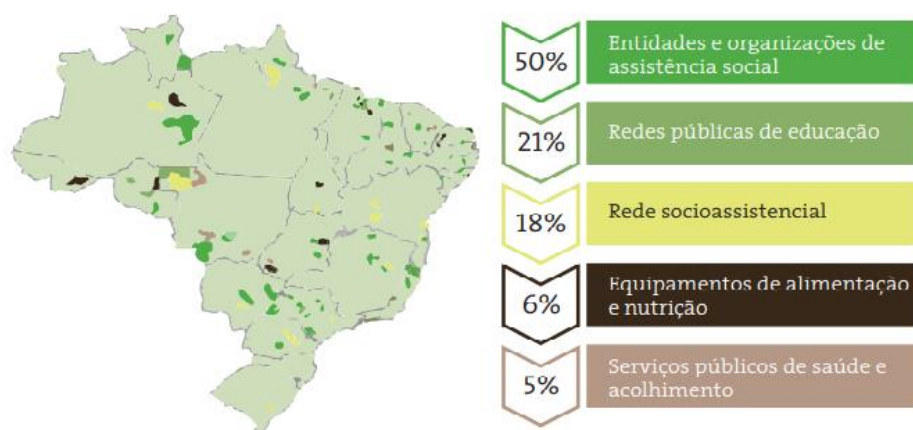 50%
Entidades e organizações de
assistência social
21%
Redes públicas de educação
18%
Rede socioassistencial
6%
Equipamentos de alimentação
e nutrição
5%
Serviços públicos de saúde e
acolhimento